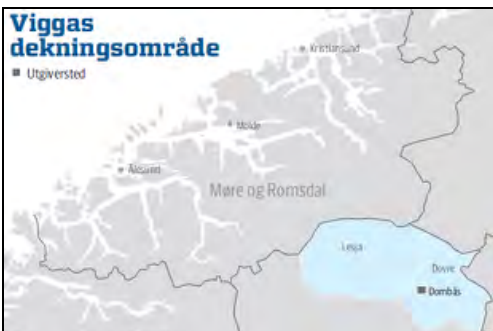 Viggas
dekningsområde
Utgiversted
Kristiansund
Molde
Ålesund
Møre og Romsdal
Lesja
Dovre
Dombås